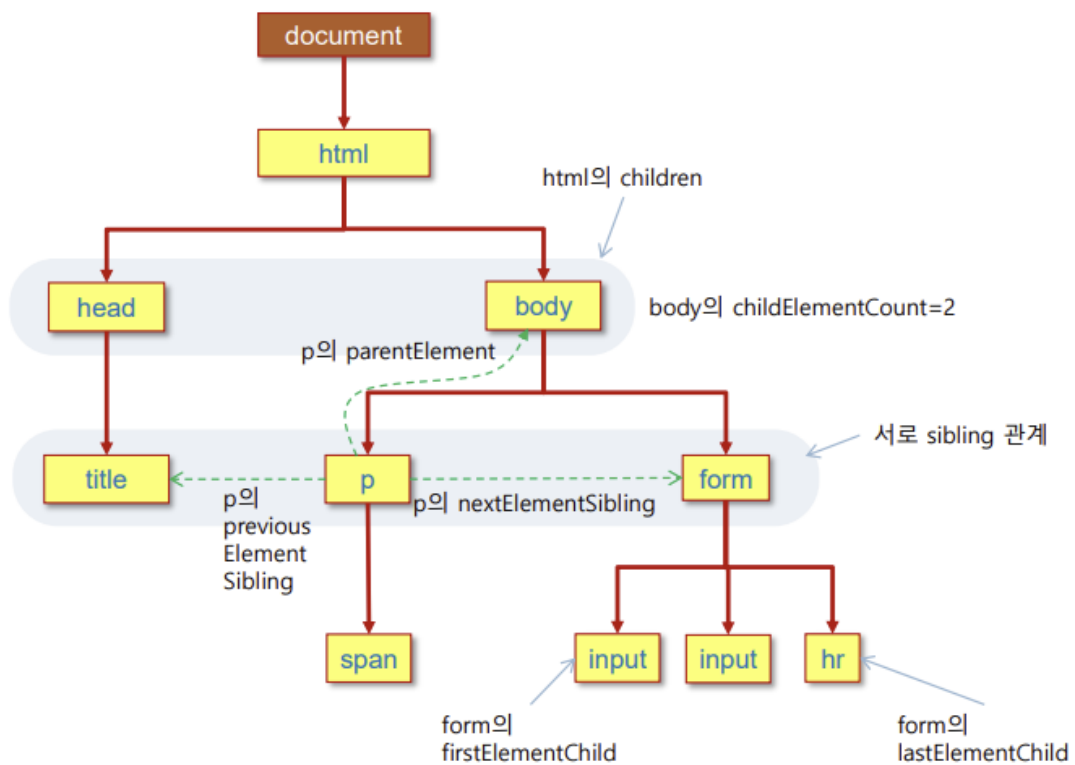 document
html
html의 children
head
body
body의 childElementCount=2
p의 parentElement
서로 sibling 관계
title
p
form
p의 nextElementSibling
p의
previous
Element
Sibling
span
input
input
hr
form의
firstElementChild
form의
lastElementChild